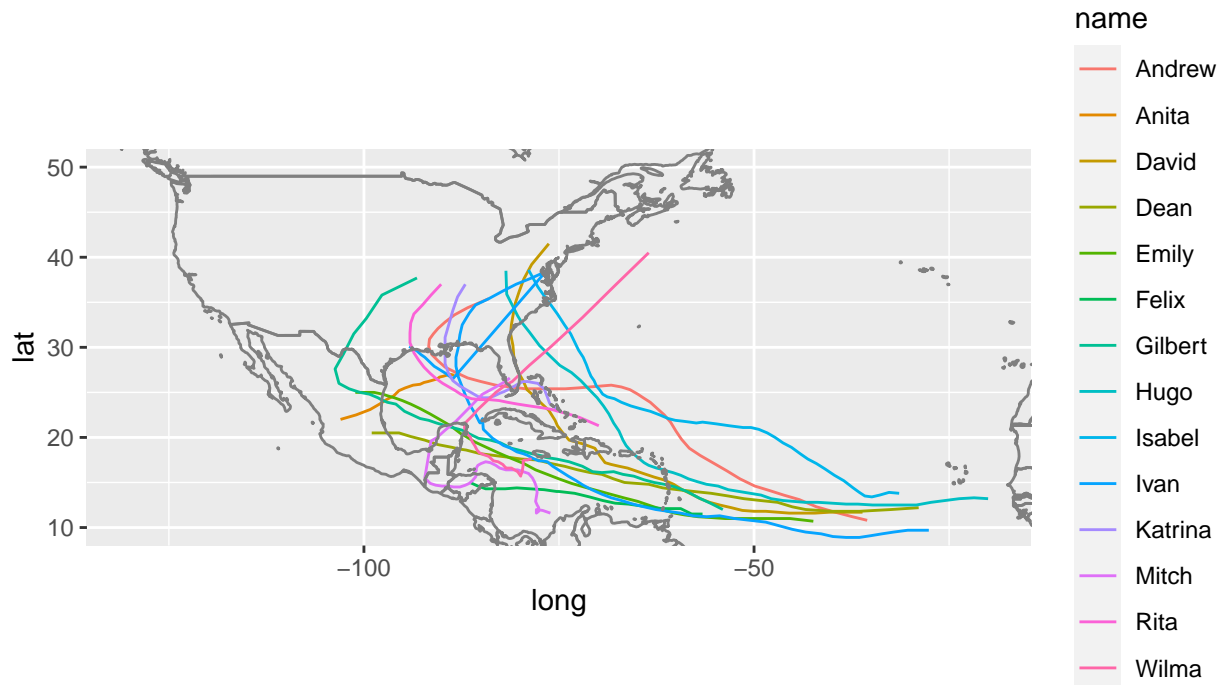 name
Andrew
Anita
David
Dean
Emily
Felix
Gilbert
Hugo
Isabel
Ivan
Katrina
Mitch
Rita
Wilma
lat
50
40
30
20
10
−100
−50
long